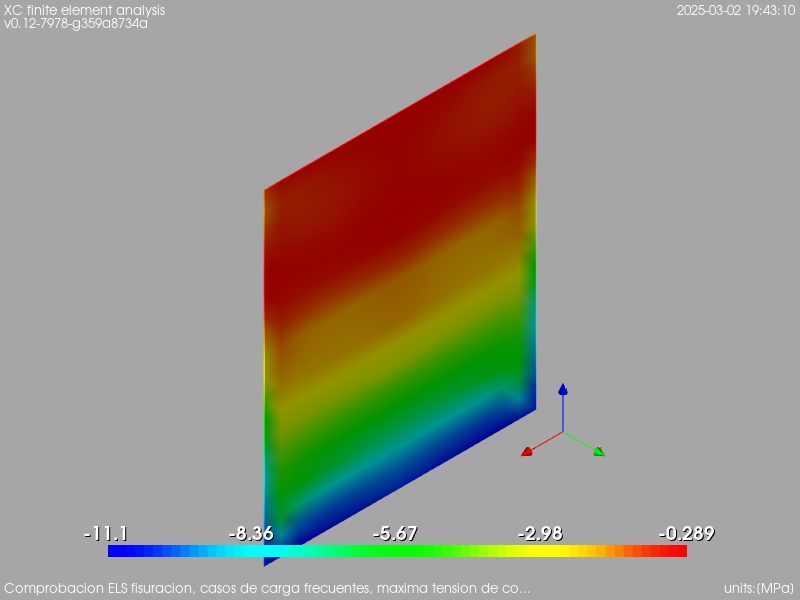 XC finite element analysis
v0.12-7978-g359a8734a
2025-03-02 19:43:10
-11.1 -8.36 -5.67 -2.98 -0.289
Comprobacion ELS fisuracion, casos de carga frecuentes, maxima tension de co...
units:[MPa]